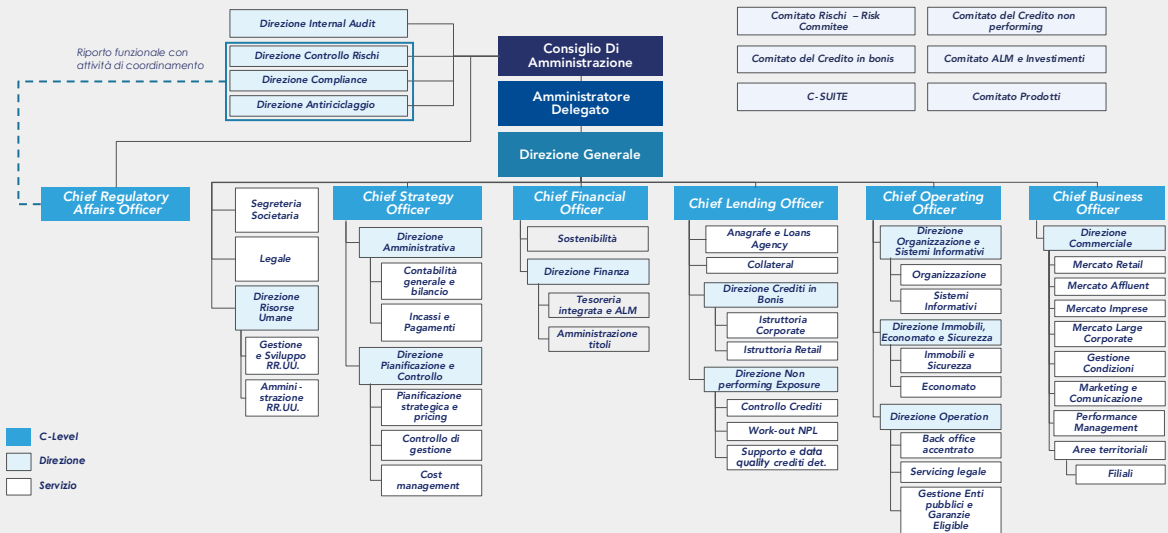 Direzione Internal Audit
Riporto funzionale con
attività di coordinamento
Direzione Controllo Rischi
Direzione Compliance
Direzione Antiriciclaggio
Consiglio Di
Amministrazione
Amministratore
Delegato
Direzione Generale
Comitato Rischi – Risk
Commitee
Comitato del Credito non
performing
Comitato del Credito in bonis
Comitato ALM e Investimenti
C-SUITE
Comitato Prodotti
Chief Regulatory
Affairs Officer
Segreteria
Societaria
Legale
Direzione
Risorse
Umane
Gestione
e Sviluppo
RR.UU.
Ammini -
strazione
RR.UU.
Chief Strategy
Officer
Direzione
Amministrativa
Contabilità
generale e
bilancio
Incassi e
Pagamenti
Direzione
Pianificazione e
Controllo
Pianificazione
strategica e
pricing
Controllo di
gestione
Cost
management
Chief Financial
Officer
Sostenibilità
Direzione Finanza
Tesoreria
integrata e ALM
Amministrazione
titoli
Chief Lending Officer
Anagrafe e Loans
Agency
Collateral
Direzione Crediti in
Bonis
Istruttoria
Corporate
Istruttoria Retail
Direzione Non
performing Exposure
Controllo Crediti
Work-out NPL
Supporto e data
quality crediti det.
Chief Operating
Officer
Direzione
Organizzazione e
Sistemi Informativi
Organizzazione
Sistemi
Informativi
Direzione Immobili,
Economato e Sicurezza
Immobili e
Sicurezza
Economato
Direzione Operation
Back office
accentrato
Servicing legale
Gestione Enti
pubblici e
Garanzie
Eligible
Chief Business
Officer
Direzione
Commerciale
Mercato Retail
Mercato Affluent
Mercato Imprese
Mercato Large
Corporate
Gestione
Condizioni
Marketing e
Comunicazione
Performance
Management
Aree territoriali
Filiali
C-Level
Direzione
Servizio